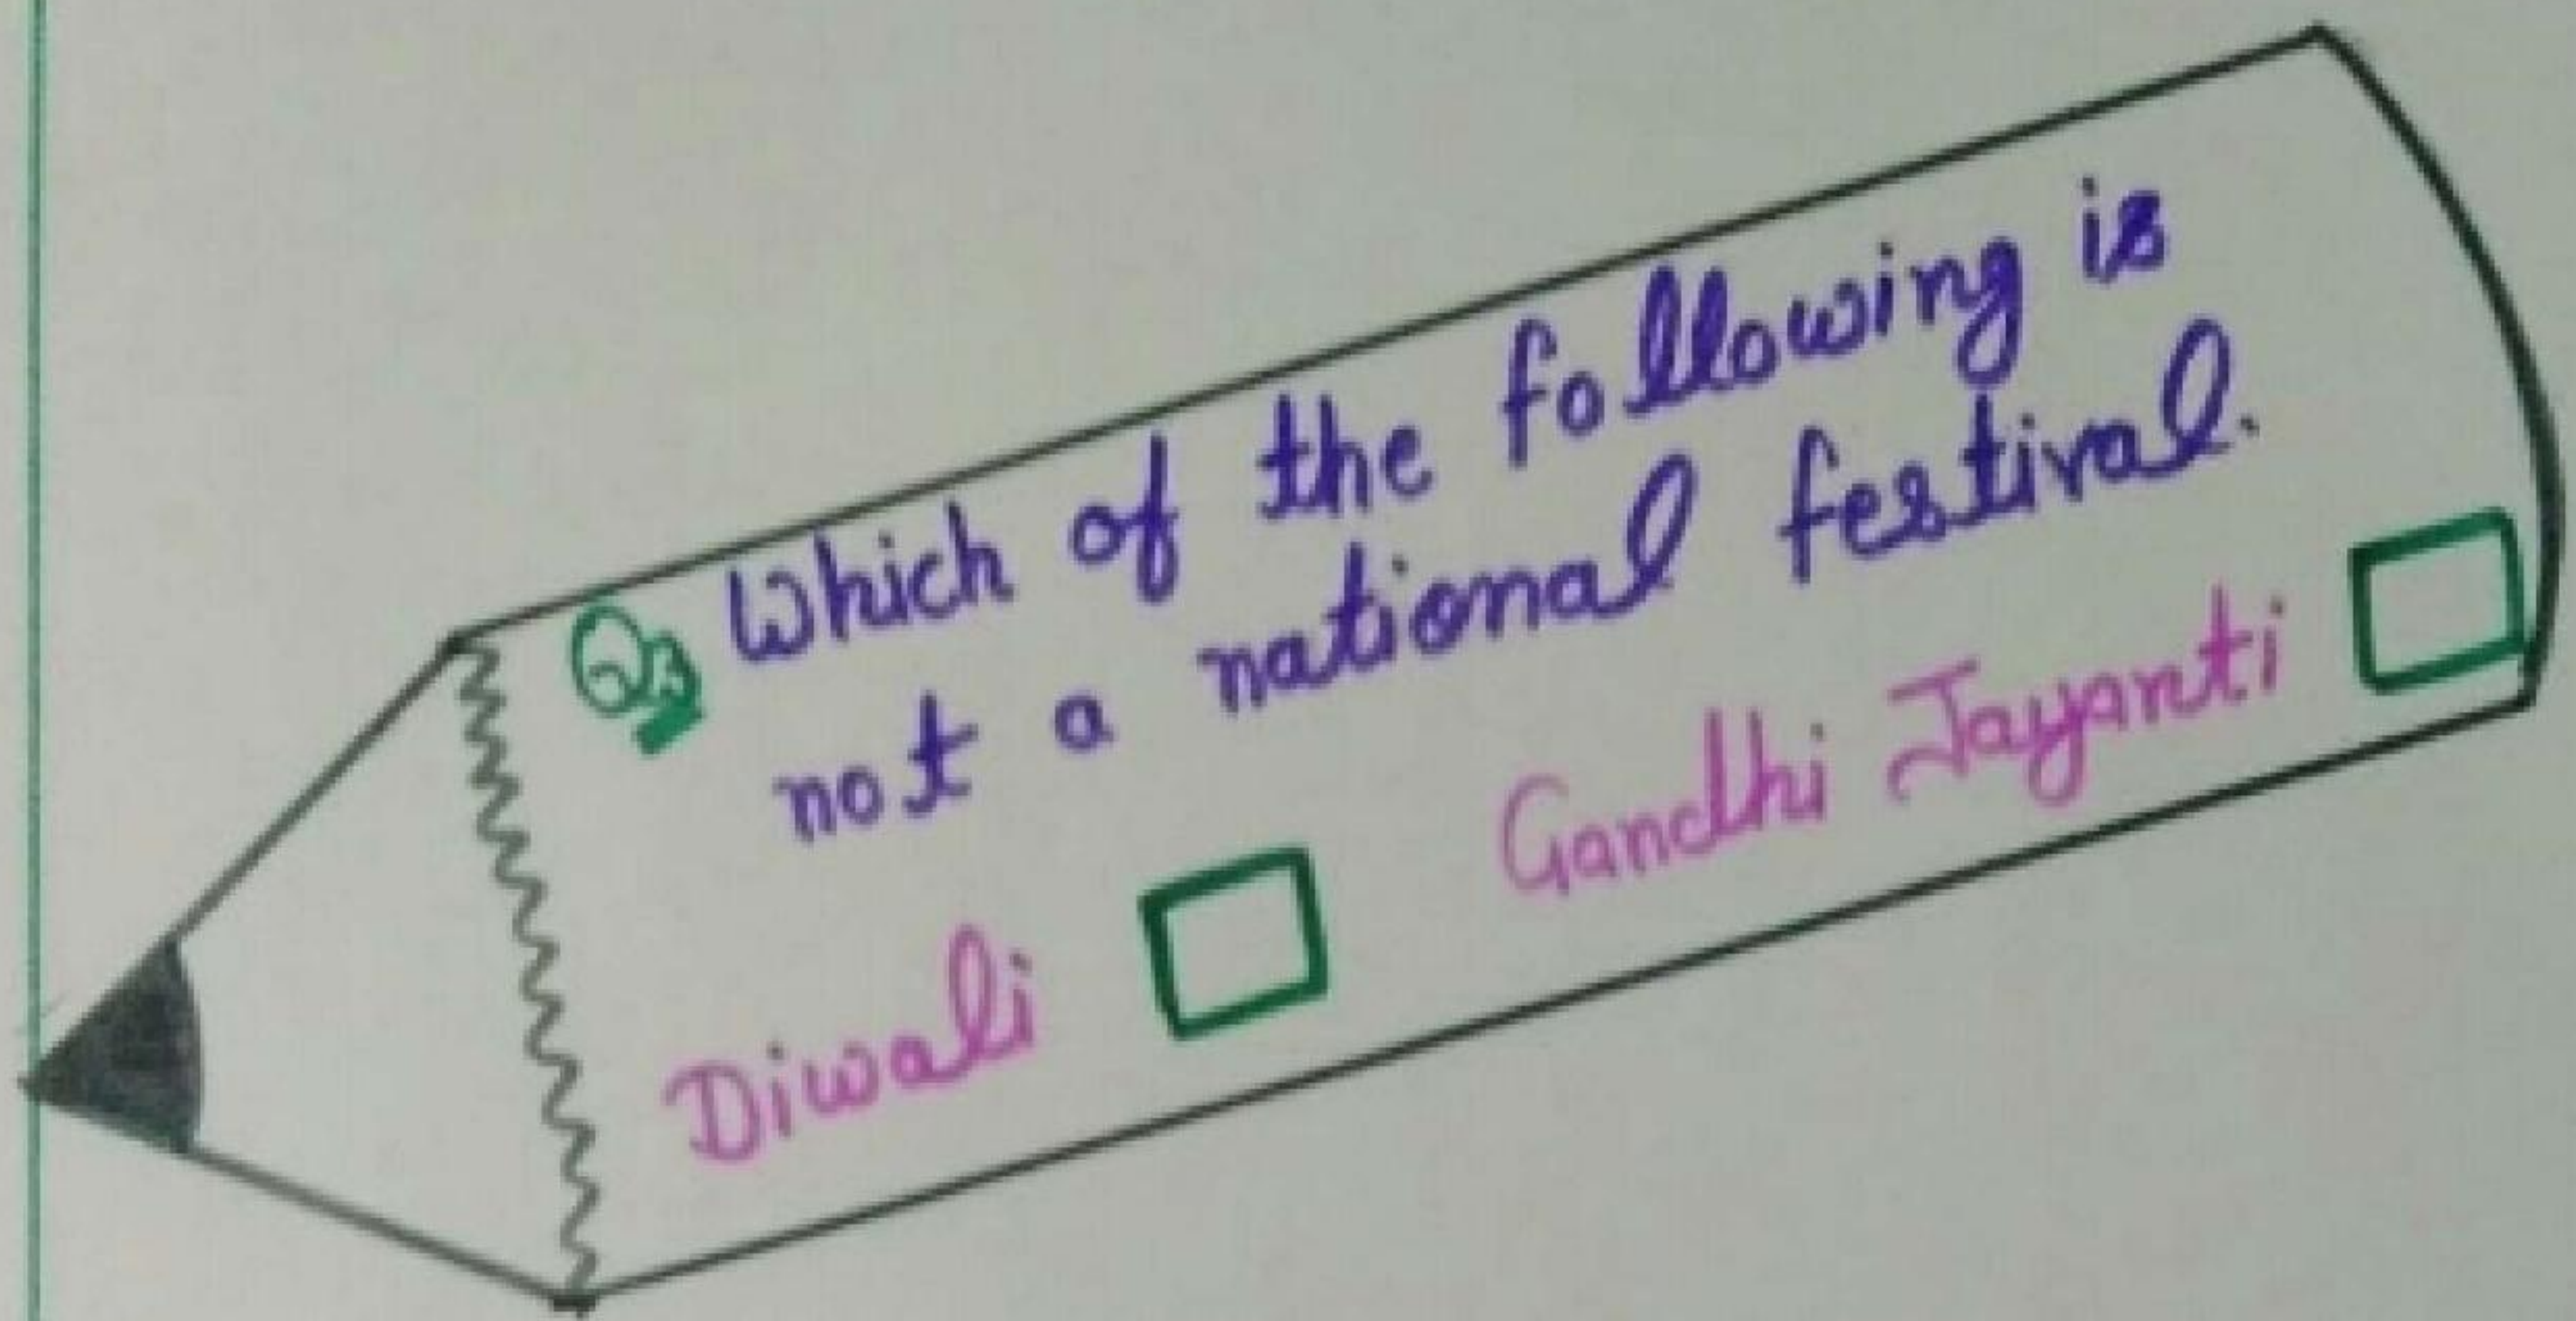 Q3 Which of the following is
not a national festival.
Diwali Gandhi Jayanti